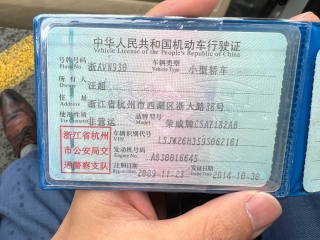 中华人民共和国机动车行驶证
Vehicle License of the People's Republic of China
号牌号码 Plate No. 浙AVN930 车辆类型 Vehicle Type 小型轿车
所有人 Owner 汪超
住址 Address 浙江省杭州市西湖区浙大路38号
使用性质 Use Character 非营运 品牌型号 Model 荣威牌CSA7182AB
浙江省杭州
市公安局交
通警察支队
车辆识别代号 VIN
发动机号码 Engine No. A030016645
注册日期 2009-11-23 发证日期 2014-10-30